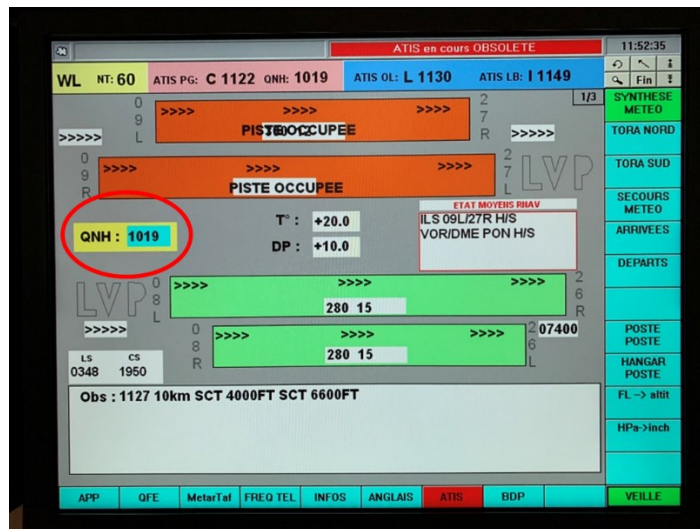 ATIS en cours OBSOLETE 11:52:35
WL NT: 60 ATIS PG: C 1122 QNH: 1019 ATIS OL: L 1130 ATIS LB: I 1149
Fin
1/3
SYNTHESE METEO
09L >>>> >>>> >>>> 27R
PISTE OCCUPEE
>>>>> >>>>>
TORA NORD
09R >>>> >>>> >>>> 27L
PISTE OCCUPEE
LVP
TORA SUD
SECOURS METEO
QNH : 1019
T° : +20.0
DP : +10.0
ETAT MOYENS RNAV
ILS 09L/27R H/S
VOR/DME PON H/S
ARRIVEES
DEPARTS
LVP
08L >>>> >>>> >>>> 26R
280 15
>>>>>
08R >>>> >>>> >>>> 26L
280 15
07400
POSTE POSTE
LS CS
0348 1950
HANGAR POSTE
Obs : 1127 10km SCT 4000FT SCT 6600FT
FL -> altit
HPa->inch
APP QFE MetarTaf FREQ TEL INFOS ANGLAIS ATIS BDP VEILLE